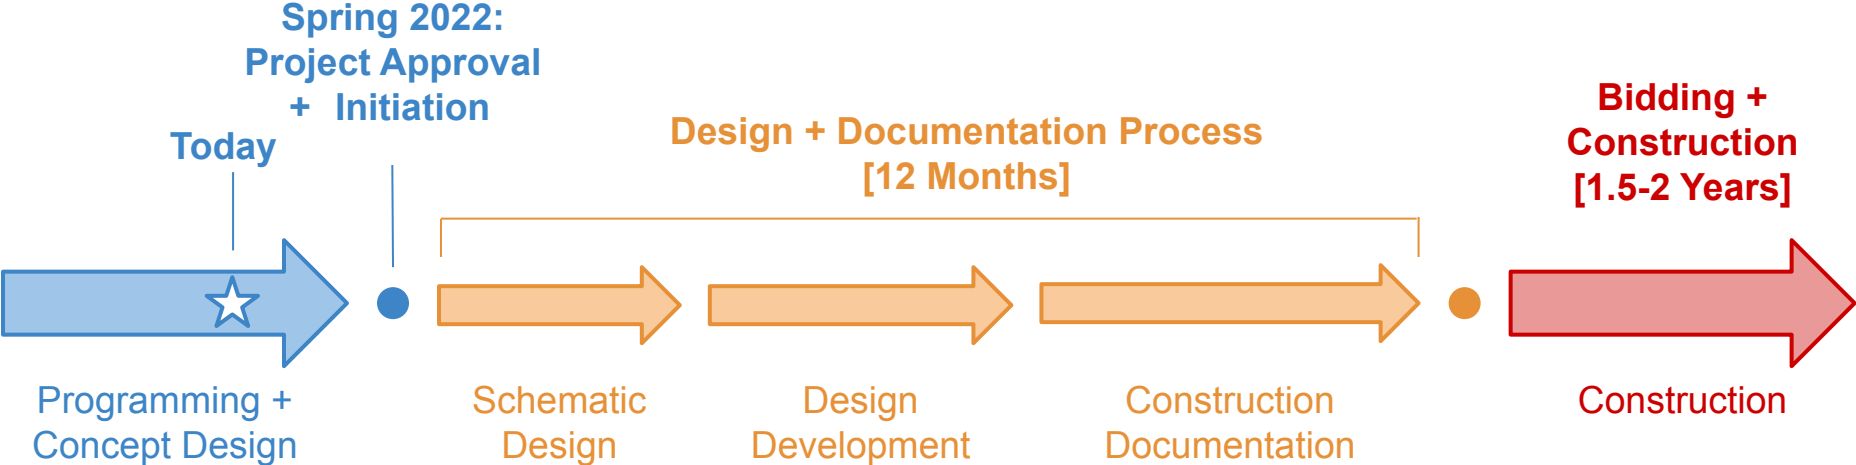 Spring 2022:
Project Approval
+ Initiation
Today
Design + Documentation Process
[12 Months]
Bidding +
Construction
[1.5-2 Years]
Programming +
Concept Design
Schematic
Design
Design
Development
Construction
Documentation
Construction